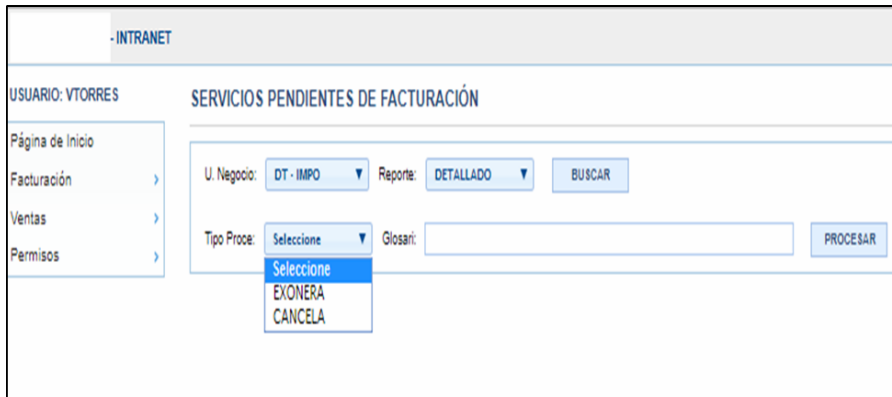 - INTRANET
USUARIO: VTORRES
SERVICIOS PENDIENTES DE FACTURACIÓN
Página de Inicio
Facturación
Ventas
Permisos
U. Negocio: DT - IMPO Reporte: DETALLADO BUSCAR
Tipo Proce: Seleccione Glosari: PROCESAR
Seleccione
EXONERA
CANCELA